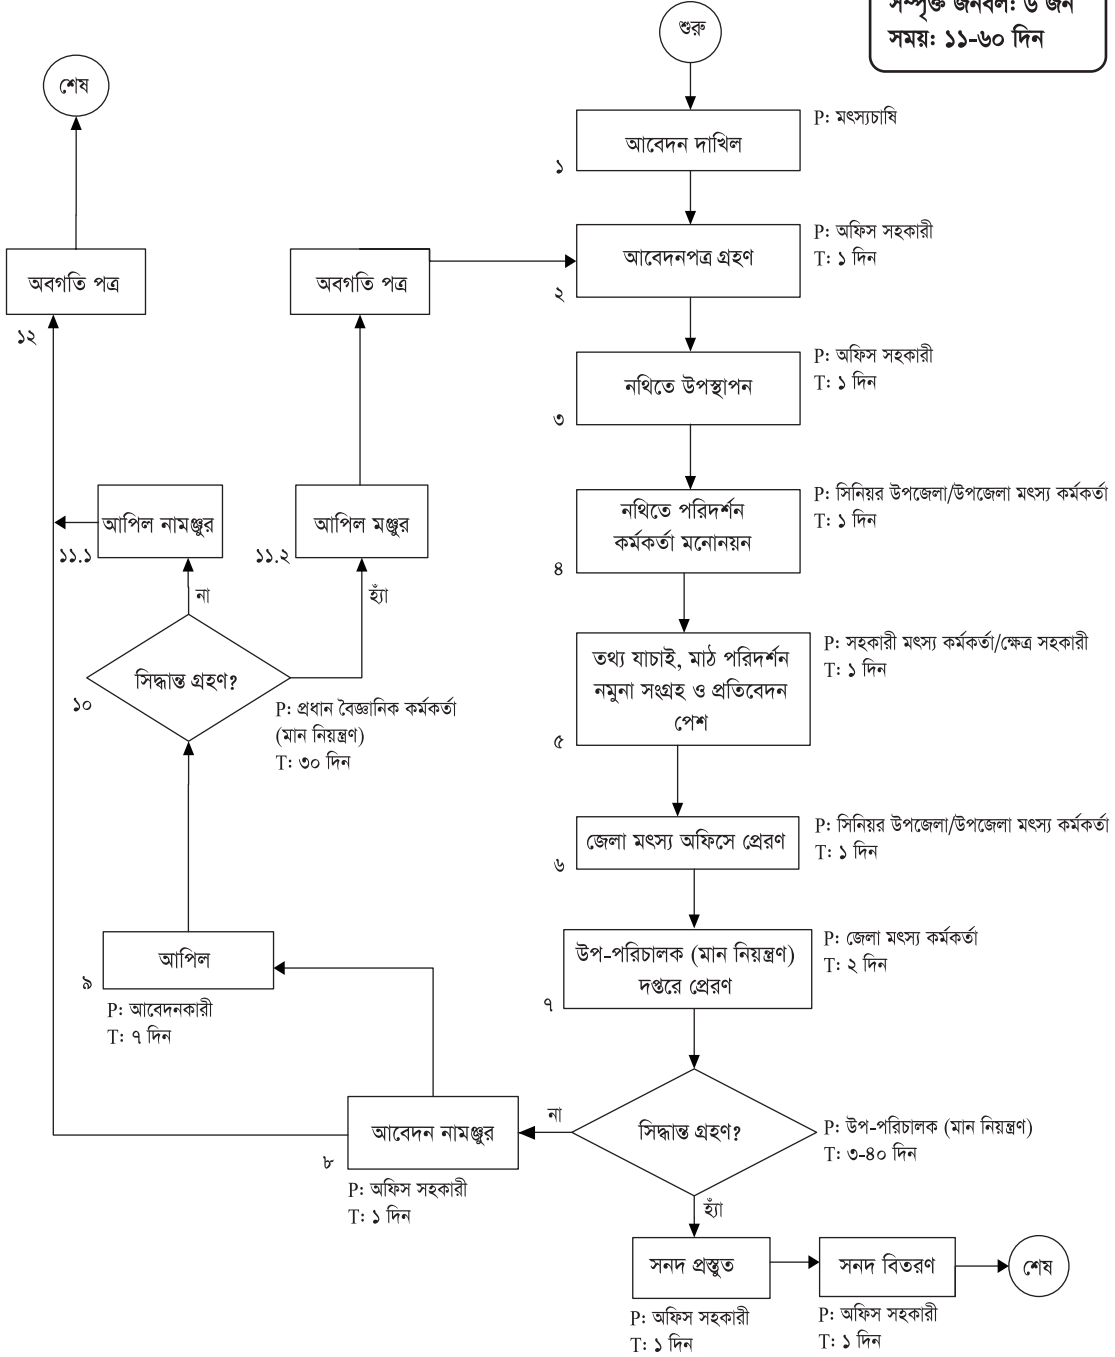 সম্পৃক্ত জনবল: ৬ জন
সময়: ১১-৬০ দিন
শুরু
শেষ
আবেদন দাখিল
১
P: মৎস্যচাষি
আবেদনপত্র গ্রহণ
২
P: অফিস সহকারী
T: ১ দিন
অবগতি পত্র
১২
অবগতি পত্র
নথিতে উপস্থাপন
৩
P: অফিস সহকারী
T: ১ দিন
নথিতে পরিদর্শন
কর্মকর্তা মনোনয়ন
৪
P: সিনিয়র উপজেলা/উপজেলা মৎস্য কর্মকর্তা
T: ১ দিন
আপিল নামঞ্জুর
১১.১
আপিল মঞ্জুর
১১.২
না
হ্যাঁ
সিদ্ধান্ত গ্রহণ?
১০
P: প্রধান বৈজ্ঞানিক কর্মকর্তা
(মান নিয়ন্ত্রণ)
T: ৩০ দিন
তথ্য যাচাই, মাঠ পরিদর্শন
নমুনা সংগ্রহ ও প্রতিবেদন
পেশ
৫
P: সহকারী মৎস্য কর্মকর্তা/ক্ষেত্র সহকারী
T: ১ দিন
জেলা মৎস্য অফিসে প্রেরণ
৬
P: সিনিয়র উপজেলা/উপজেলা মৎস্য কর্মকর্তা
T: ১ দিন
আপিল
৯
P: আবেদনকারী
T: ৭ দিন
উপ-পরিচালক (মান নিয়ন্ত্রণ)
দপ্তরে প্রেরণ
৭
P: জেলা মৎস্য কর্মকর্তা
T: ২ দিন
সিদ্ধান্ত গ্রহণ?
P: উপ-পরিচালক (মান নিয়ন্ত্রণ)
T: ৩-৪০ দিন
না
আবেদন নামঞ্জুর
৮
P: অফিস সহকারী
T: ১ দিন
হ্যাঁ
সনদ প্রস্তুত
P: অফিস সহকারী
T: ১ দিন
সনদ বিতরণ
P: অফিস সহকারী
T: ১ দিন
শেষ